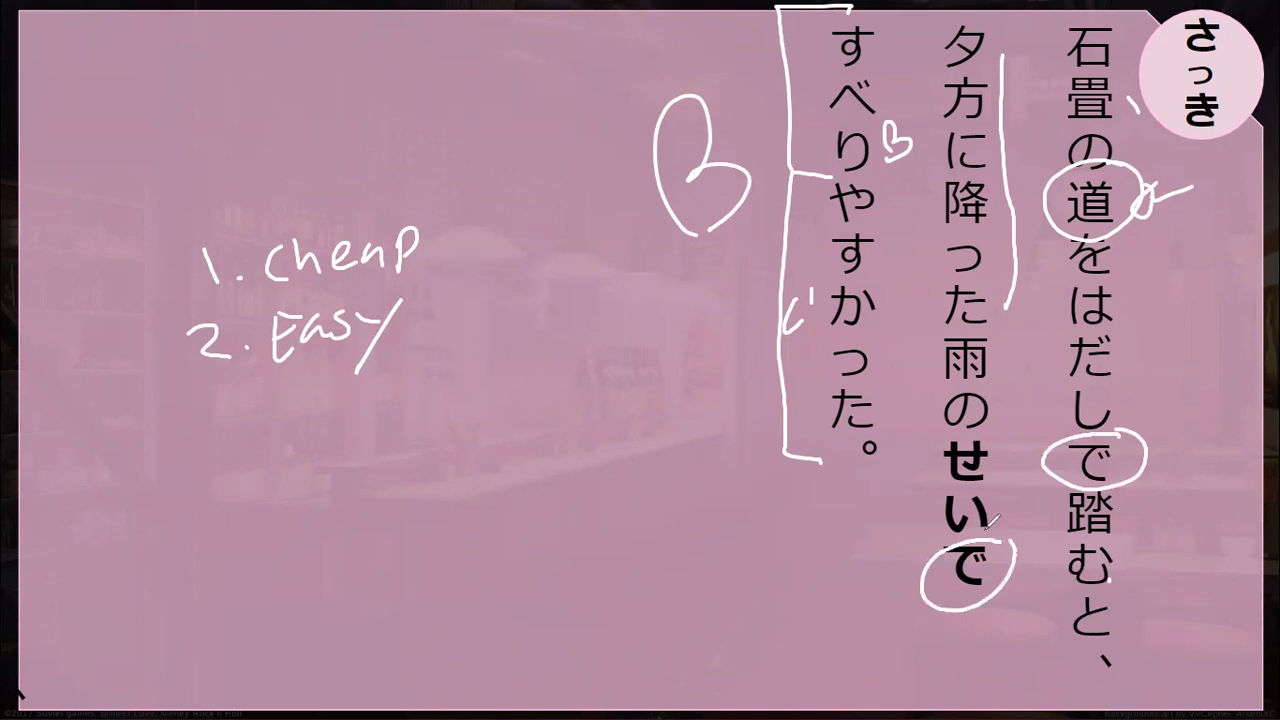 さっき
石畳の道をはだしで踏むと、
夕方に降った雨のせいで
すべりやすかった。
B
B
1. Cheap
2. Easy